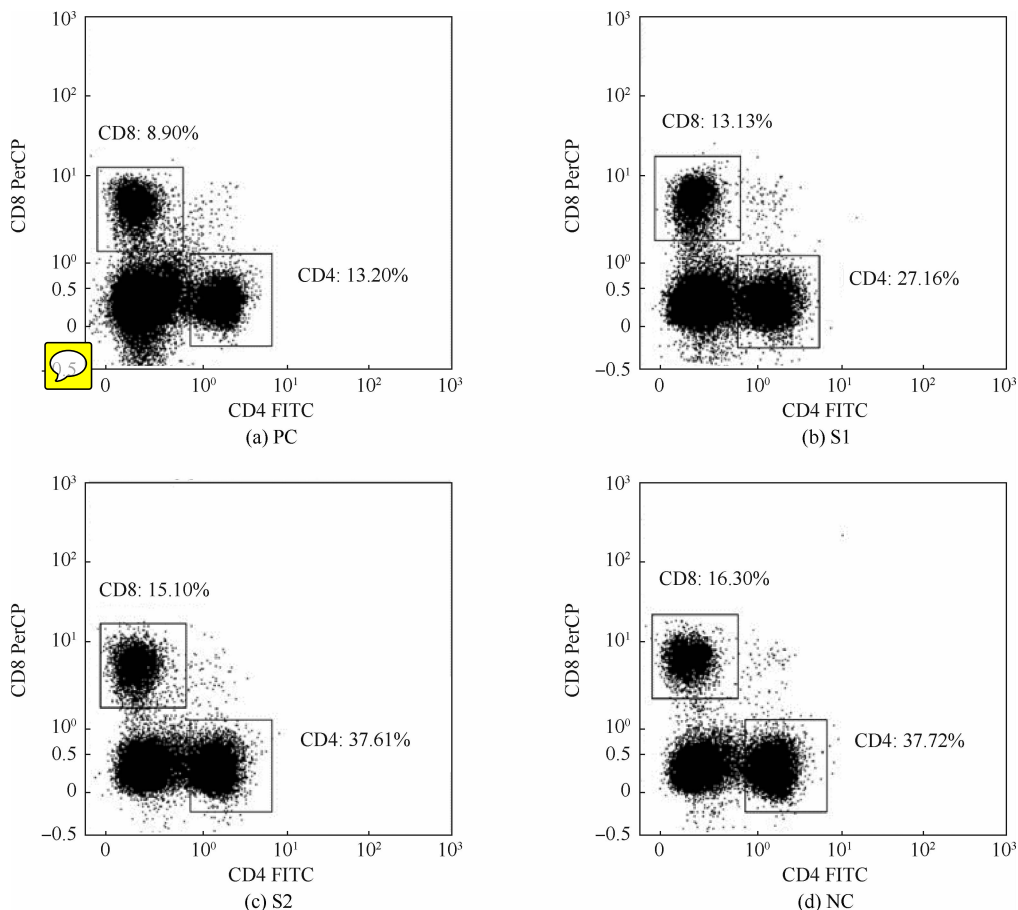 10³
10²
CD8: 8.90%
10¹
CD8 PerCP
10⁰
0.5
0
CD4: 13.20%
0 10⁰ 10¹ 10² 10³
CD4 FITC
(a) PC
10³
10²
CD8: 13.13%
10¹
CD8 PerCP
10⁰
0.5
0
−0.5
CD4: 27.16%
0 10⁰ 10¹ 10² 10³
CD4 FITC
(b) S1
10³
10²
CD8: 15.10%
10¹
CD8 PerCP
10⁰
0.5
0
−0.5
CD4: 37.61%
0 10⁰ 10¹ 10² 10³
CD4 FITC
(c) S2
10³
10²
CD8: 16.30%
10¹
CD8 PerCP
10⁰
0.5
0
−0.5
CD4: 37.72%
0 10⁰ 10¹ 10² 10³
CD4 FITC
(d) NC